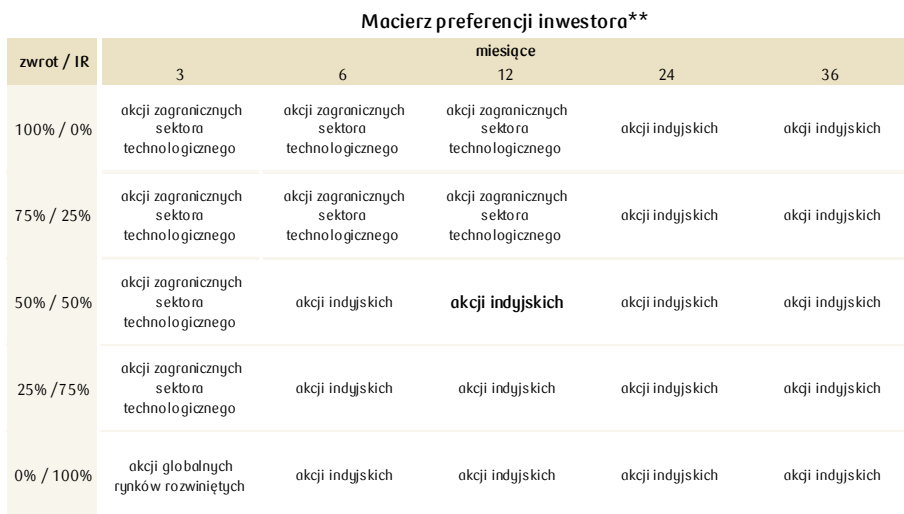 Macierz preferencji inwestora**
zwrot / IR
miesiące
3 6 12 24 36
100% / 0%
akcji zagranicznych
sektora
technologicznego
akcji zagranicznych
sektora
technologicznego
akcji zagranicznych
sektora
technologicznego
akcji indyjskich
akcji indyjskich
75% / 25%
akcji zagranicznych
sektora
technologicznego
akcji zagranicznych
sektora
technologicznego
akcji zagranicznych
sektora
technologicznego
akcji indyjskich
akcji indyjskich
50% / 50%
akcji zagranicznych
sektora
technologicznego
akcji indyjskich
akcji indyjskich
akcji indyjskich
akcji indyjskich
25% /75%
akcji zagranicznych
sektora
technologicznego
akcji indyjskich
akcji indyjskich
akcji indyjskich
akcji indyjskich
0% / 100%
akcji globalnych
rynków rozwiniętych
akcji indyjskich
akcji indyjskich
akcji indyjskich
akcji indyjskich